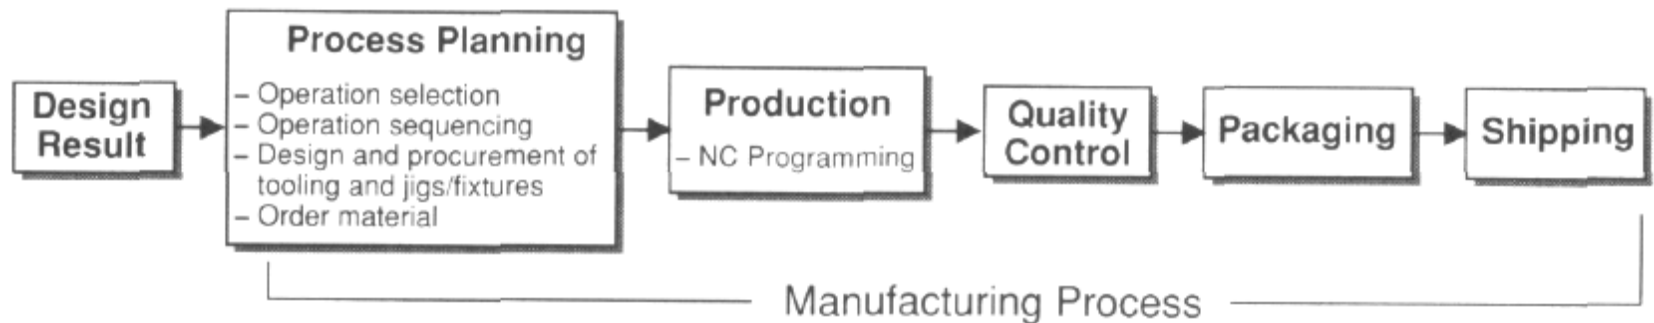 Design
Result
Process Planning
– Operation selection
– Operation sequencing
– Design and procurement of
tooling and jigs/fixtures
– Order material
Production
– NC Programming
Quality
Control
Packaging
Shipping
Manufacturing Process